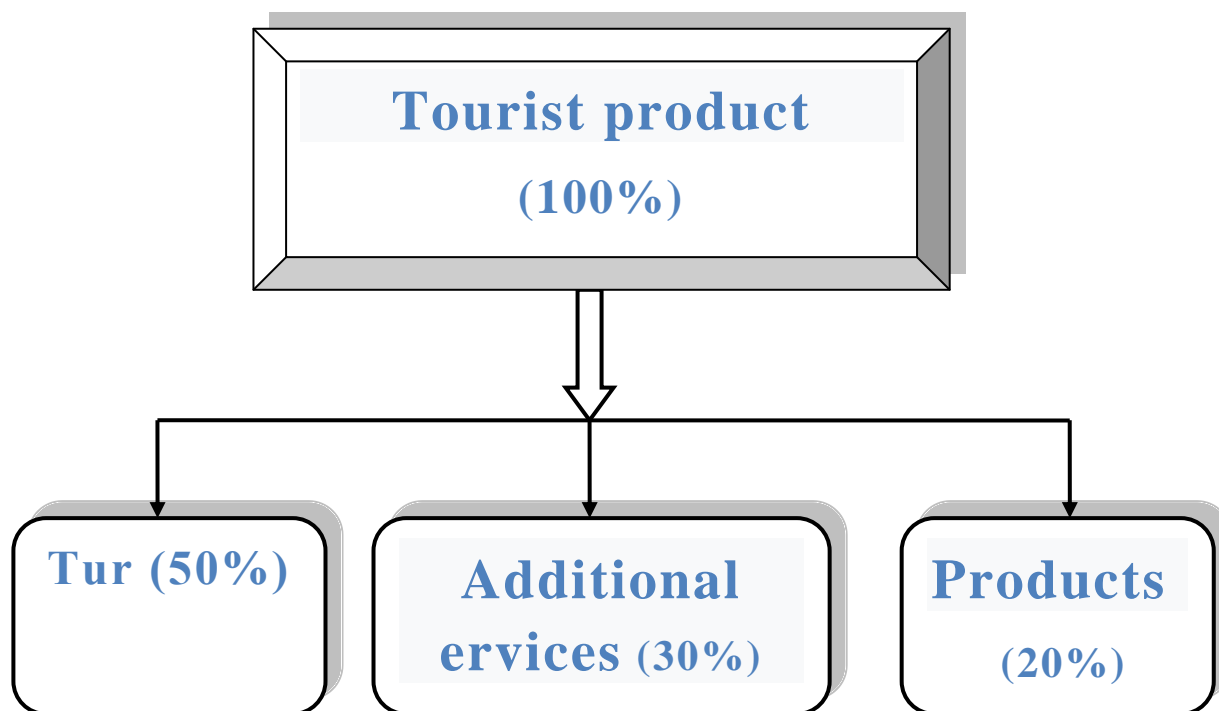 Tourist product
(100%)
Tur (50%)
Additional
ervices (30%)
Products
(20%)